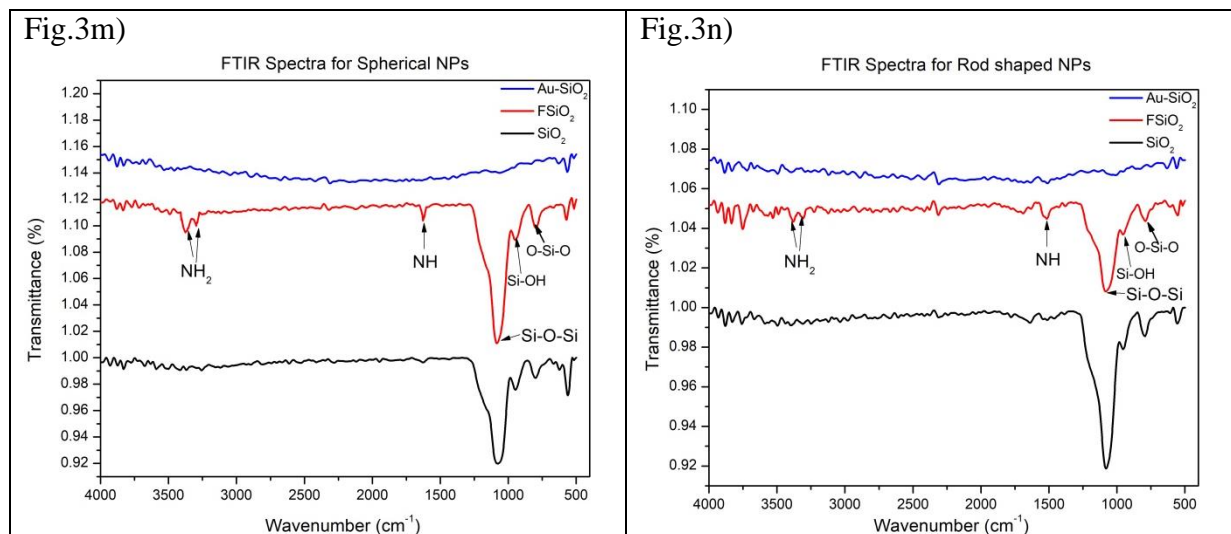 Fig.3m)
FTIR Spectra for Spherical NPs
Au-SiO2
FSiO2
SiO2
1.20
1.18
1.16
1.14
1.12
1.10
1.08
1.06
1.04
1.02
1.00
0.98
0.96
0.94
0.92
Transmittance (%)
NH2
NH
O-Si-O
Si-OH
Si-O-Si
4000 3500 3000 2500 2000 1500 1000 500
Wavenumber (cm-1)
Fig.3n)
FTIR Spectra for Rod shaped NPs
Au-SiO2
FSiO2
SiO2
1.10
1.08
1.06
1.04
1.02
1.00
0.98
0.96
0.94
0.92
Transmittance (%)
NH2
NH
O-Si-O
Si-OH
Si-O-Si
4000 3500 3000 2500 2000 1500 1000 500
Wavenumber (cm-1)